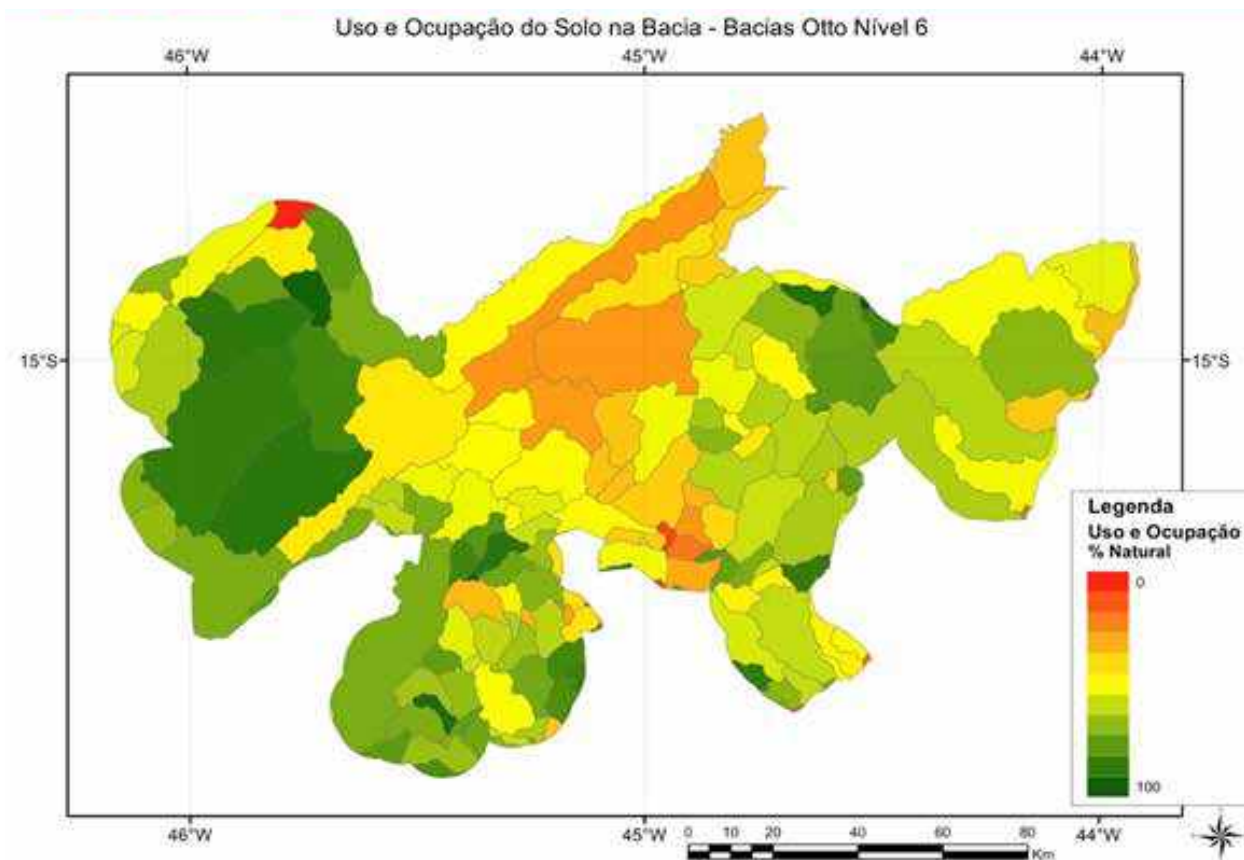 Uso e Ocupação do Solo na Bacia - Bacias Otto Nível 6
46°W 45°W 44°W
15°S 15°S
Legenda
Uso e Ocupação
% Natural
0
100
46°W 45°W 44°W
0 10 20 40 60 80
Km